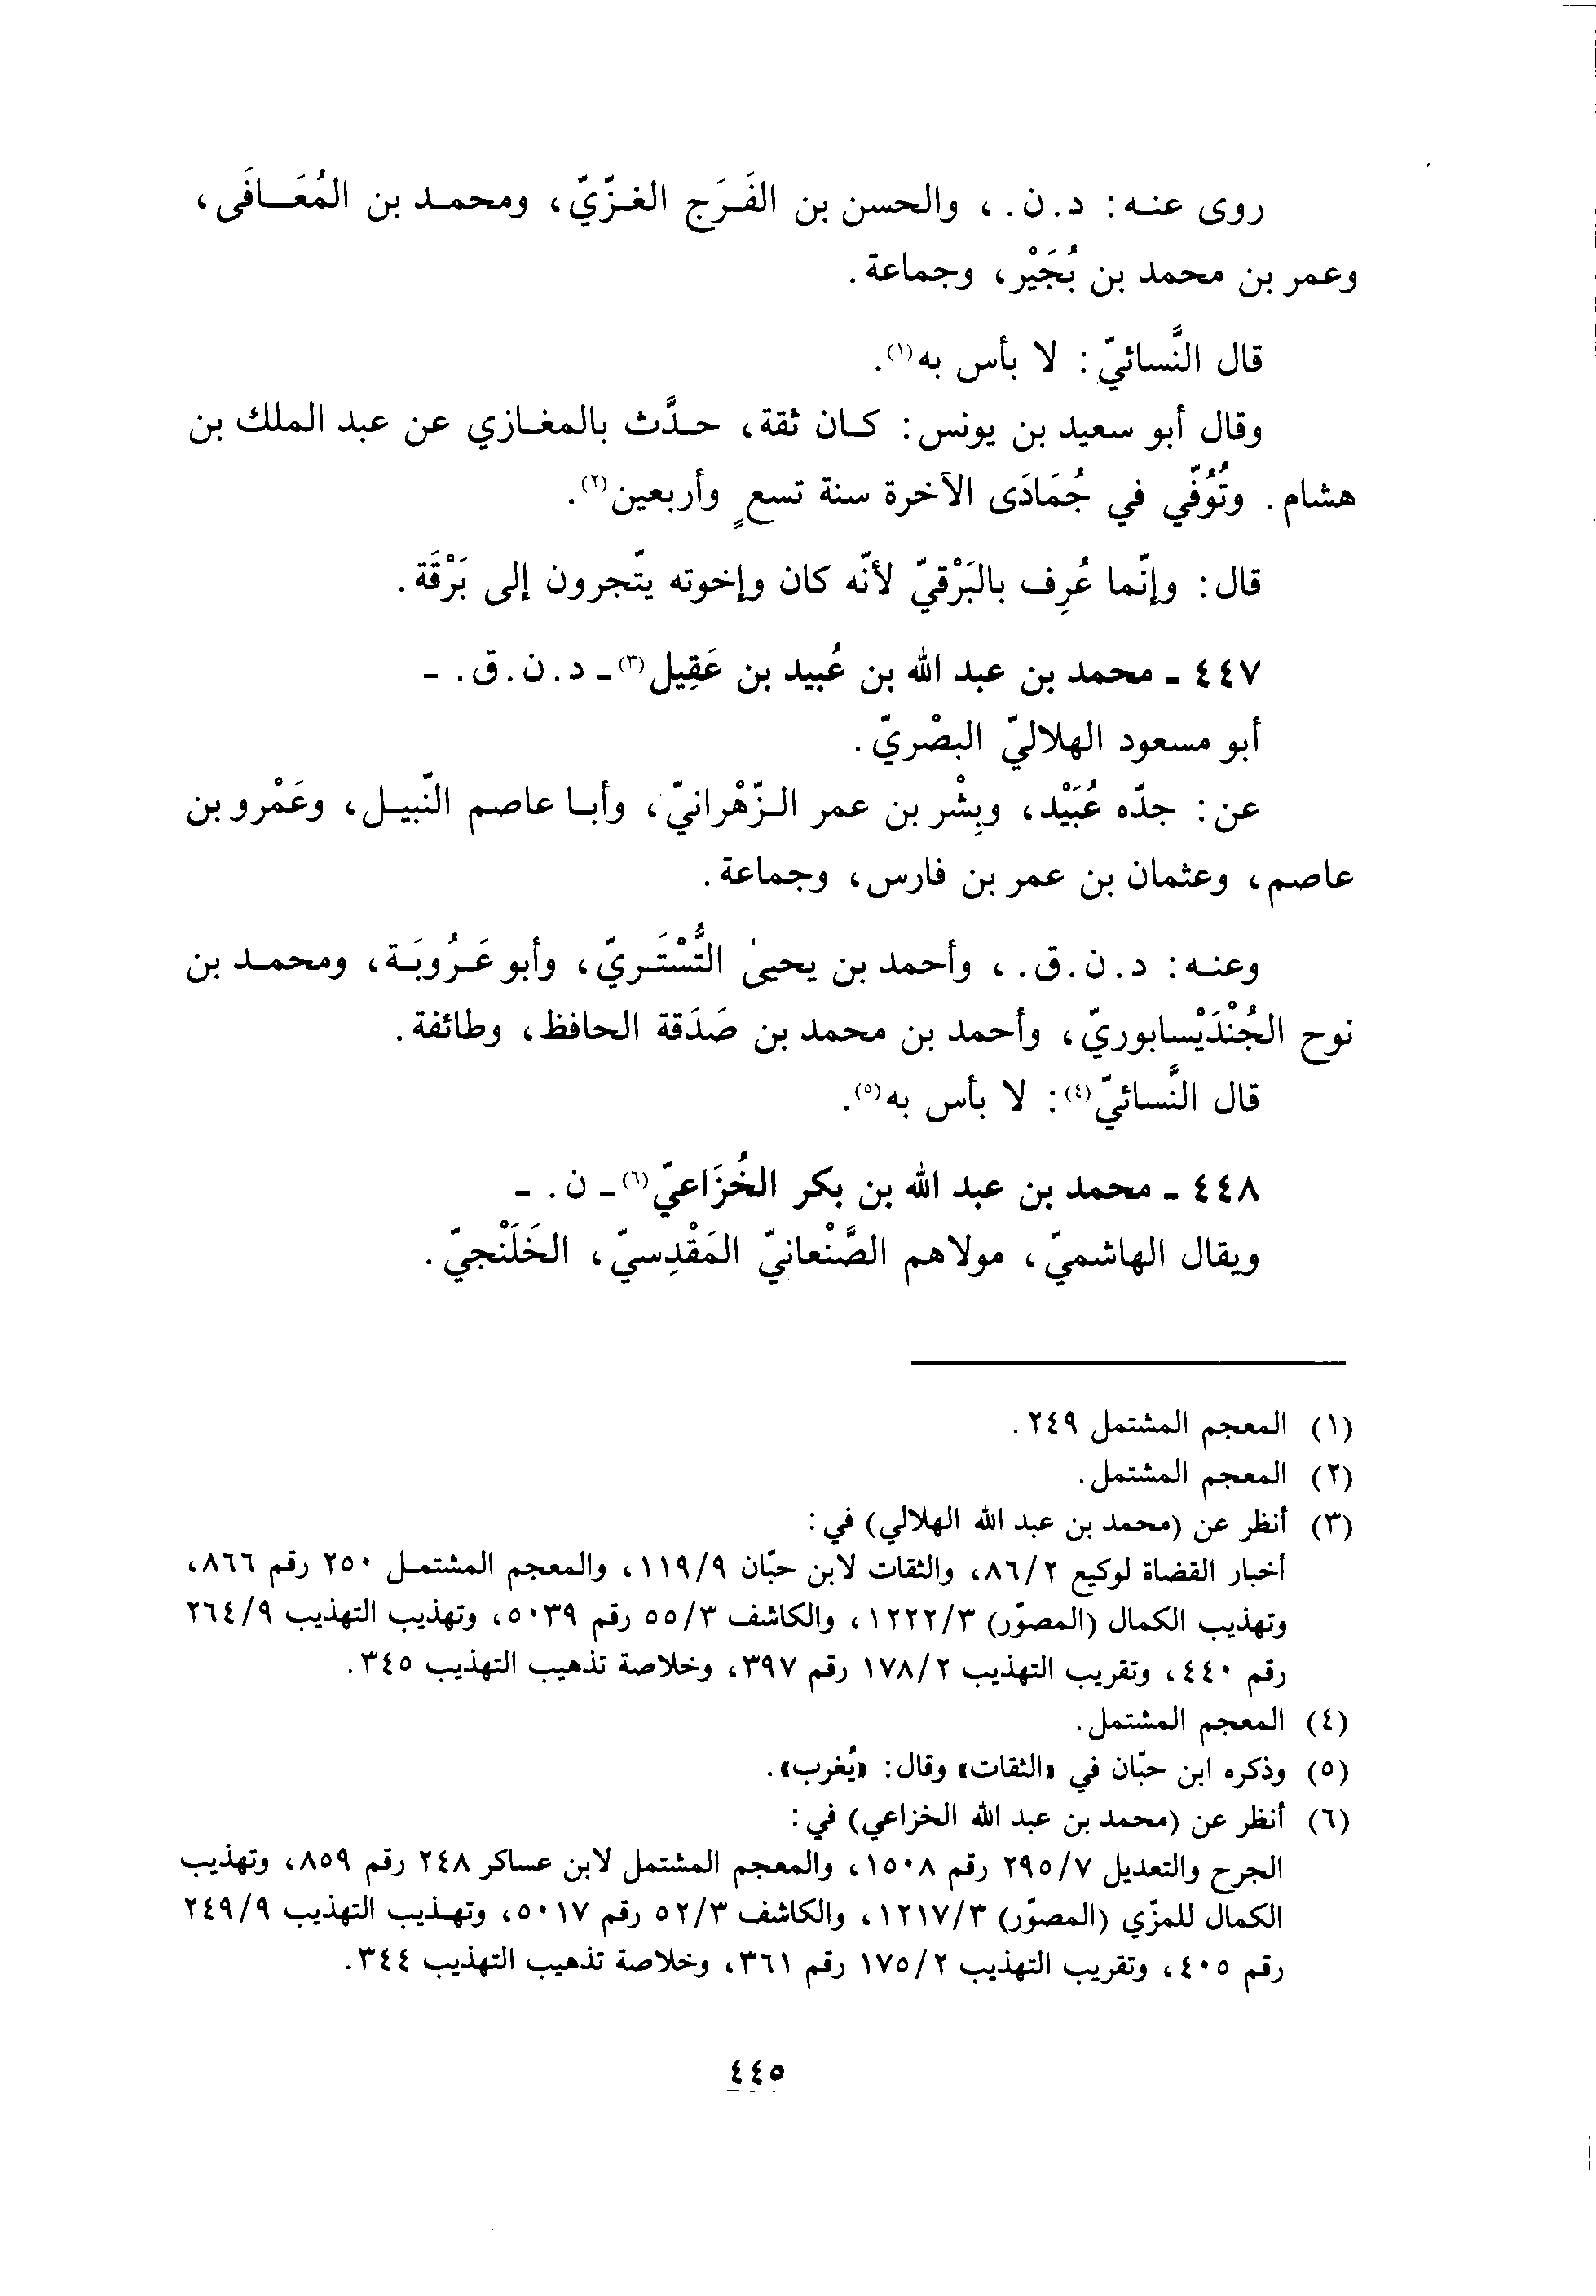 روى عنه: د. ن. ، والحسن بن الفَرَج الغزّيّ، ومحمد بن المُعَافَى،
وعمر بن محمد بن بُجَيْر، وجماعة.
قال النَّسائيّ: لا بأس به(١).
وقال أبو سعيد بن يونس: كان ثقة، حدَّث بالمغازي عن عبد الملك بن
هشام. وتُوُفّي في جُمَادَى الآخرة سنة تسعٍ وأربعين(٢).
قال: وإنّما عُرِف بالبَرْقيّ لأنّه كان وإخوته يتّجرون إلى بَرْقَة.
٤٤٧ - محمد بن عبد الله بن عُبيد بن عَقِيل(٣) - د. ن. ق. -
أبو مسعود الهلاليّ البصْريّ.
عن: جدّه عُبَيْد، وبِشْر بن عمر الزّهْرانيّ، وأبا عاصم النّبيل، وعَمْرو بن
عاصم، وعثمان بن عمر بن فارس، وجماعة.
وعنه: د. ن. ق. ، وأحمد بن يحيىٰ التُّسْتَريّ، وأبو عَرُوبَة، ومحمد بن
نوح الجُنْدَيْسابوريّ، وأحمد بن محمد بن صَدَقة الحافظ، وطائفة.
قال النَّسائيّ(٤): لا بأس به(٥).
٤٤٨ - محمد بن عبد الله بن بكر الخُزَاعيّ(٦) - ن. -
ويقال الهاشميّ، مولاهم الصَّنْعانيّ المَقْدِسيّ، الخَلَنْجيّ.
(١) المعجم المشتمل ٢٤٩.
(٢) المعجم المشتمل.
(٣) أنظر عن (محمد بن عبد الله الهلالي) في:
أخبار القضاة لوكيع ٨٦/٢، والثقات لابن حبّان ١١٩/٩، والمعجم المشتمل ٢٥٠ رقم ٨٦٦،
وتهذيب الكمال (المصوّر) ١٢٢٢/٣، والكاشف ٥٥/٣ رقم ٥٠٣٩، وتهذيب التهذيب ٢٦٤/٩
رقم ٤٤٠، وتقريب التهذيب ١٧٨/٢ رقم ٣٩٧، وخلاصة تذهيب التهذيب ٣٤٥.
(٤) المعجم المشتمل.
(٥) وذكره ابن حبّان في «الثقات» وقال: «يُغرب».
(٦) أنظر عن (محمد بن عبد الله الخزاعي) في:
الجرح والتعديل ٢٩٥/٧ رقم ١٥٠٨، والمعجم المشتمل لابن عساكر ٢٤٨ رقم ٨٥٩، وتهذيب
الكمال للمزّي (المصوّر) ١٢١٧/٣، والكاشف ٥٢/٣ رقم ٥٠١٧، وتهذيب التهذيب ٢٤٩/٩
رقم ٤٠٥، وتقريب التهذيب ١٧٥/٢ رقم ٣٦١، وخلاصة تذهيب التهذيب ٣٤٤.
٤٤٥